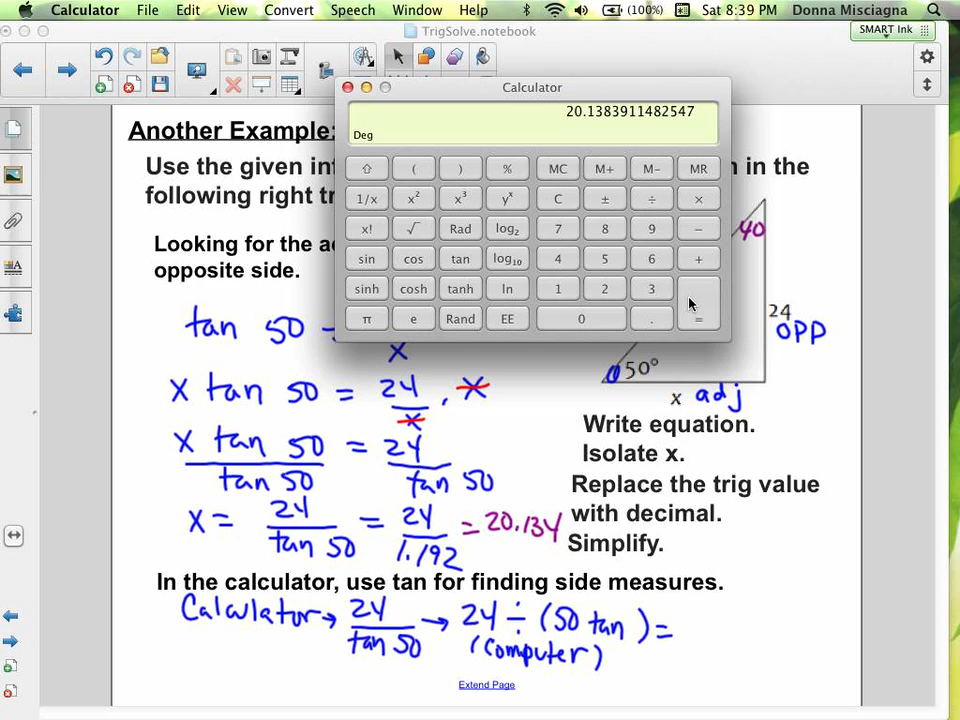 Calculator File Edit View Convert Speech Window Help (100%) Sat 8:39 PM Donna Misciagna
TrigSolve.notebook
SMART Ink
Calculator
20.1383911482547
Deg
( ) % MC M+ M- MR
1/x x² x³ yˣ C ± ÷ ×
x! √ Rad log₂ 7 8 9 −
sin cos tan log₁₀ 4 5 6 +
sinh cosh tanh ln 1 2 3
π e Rand EE 0 . =
Another Example:
Use the given in the
following right
Looking for the
opposite side.
40
24
opp
50°
x adj
tan 50
x
x tan 50 = 24/x · x
x tan 50 / tan 50 = 24 / tan 50
x = 24 / tan 50 = 24 / 1.192 = 20.134
Write equation.
Isolate x.
Replace the trig value
with decimal.
Simplify.
In the calculator, use tan for finding side measures.
Calculator → 24 / tan 50 → 24 ÷ (50 tan) =
(computer)
Extend Page